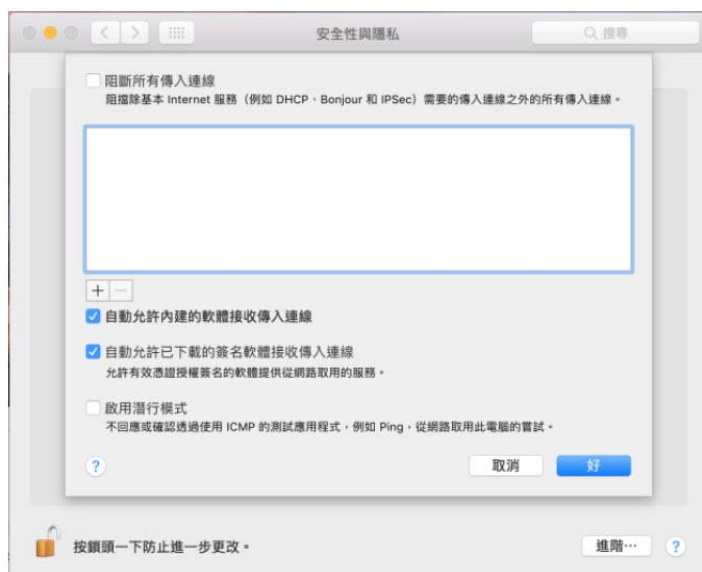 安全性與隱私
搜尋
阻斷所有傳入連線
阻擋除基本 Internet 服務（例如 DHCP、Bonjour 和 IPSec）需要的傳入連線之外的所有傳入連線。
+ −
自動允許內建的軟體接收傳入連線
自動允許已下載的簽名軟體接收傳入連線
允許有效憑證授權簽名的軟體提供從網路取用的服務。
啟用潛行模式
不回應或確認透過使用 ICMP 的測試應用程式，例如 Ping，從網路取用此電腦的嘗試。
? 取消 好
按鎖頭一下防止進一步更改。 進階⋯ ?